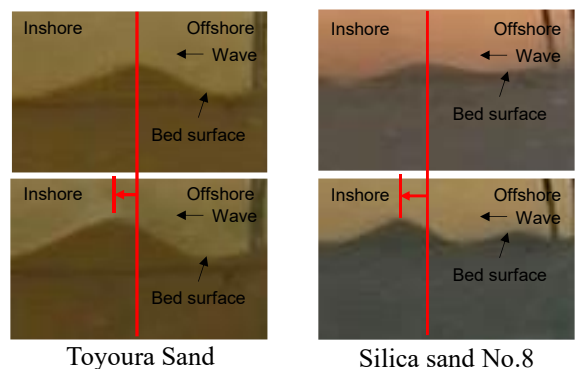 Inshore Offshore
Wave
Bed surface
Inshore Offshore
Wave
Bed surface
Inshore Offshore
Wave
Bed surface
Inshore Offshore
Wave
Bed surface
Toyoura Sand
Silica sand No.8